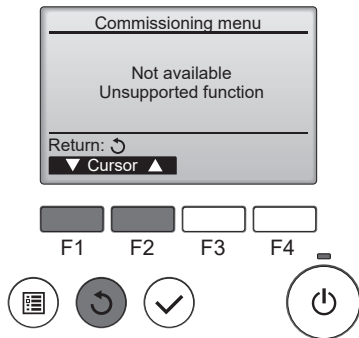 Commissioning menu
Not available
Unsupported function
Return:
▼ Cursor ▲
F1 F2 F3 F4